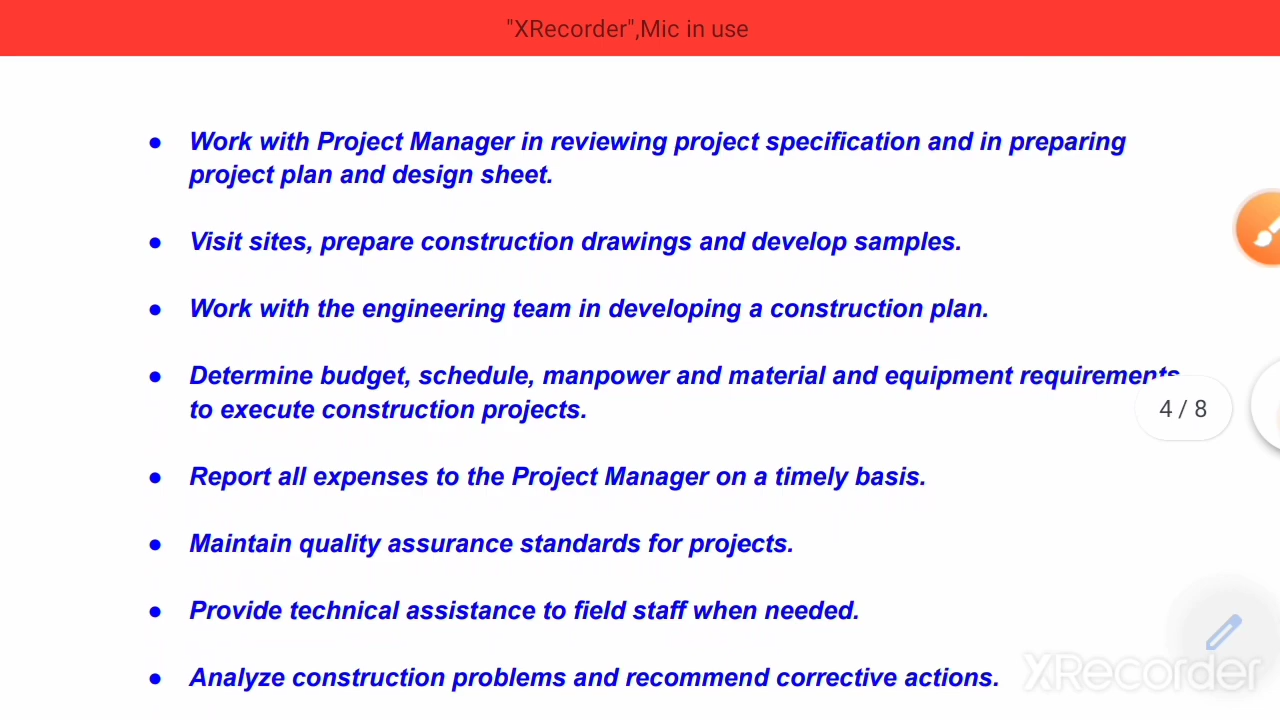 "XRecorder",Mic in use
● Work with Project Manager in reviewing project specification and in preparing
project plan and design sheet.
● Visit sites, prepare construction drawings and develop samples.
● Work with the engineering team in developing a construction plan.
● Determine budget, schedule, manpower and material and equipment requirements
to execute construction projects.
4 / 8
● Report all expenses to the Project Manager on a timely basis.
● Maintain quality assurance standards for projects.
● Provide technical assistance to field staff when needed.
● Analyze construction problems and recommend corrective actions.
XRecorder